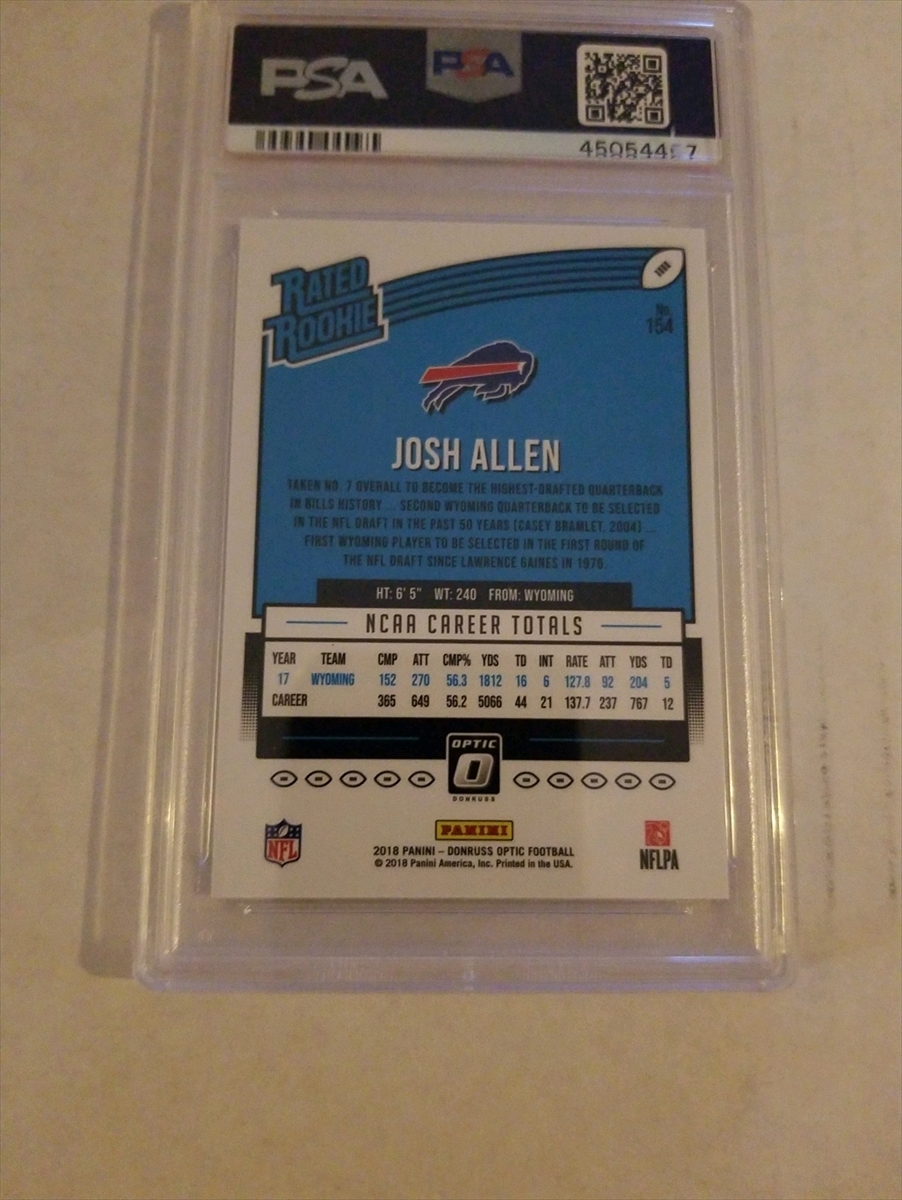 PSA PSA
RATED
ROOKIE
No.
154
JOSH ALLEN
TAKEN NO. 7 OVERALL TO BECOME THE HIGHEST-DRAFTED QUARTERBACK
IN BILLS HISTORY ... SECOND WYOMING QUARTERBACK TO BE SELECTED
IN THE NFL DRAFT IN THE PAST 50 YEARS (CASEY BRAMLET, 2004) ...
FIRST WYOMING PLAYER TO BE SELECTED IN THE FIRST ROUND OF
THE NFL DRAFT SINCE LAWRENCE GAINES IN 1976.
HT: 6' 5" WT: 240 FROM: WYOMING
NCAA CAREER TOTALS
YEAR TEAM CMP ATT CMP% YDS TD INT RATE ATT YDS TD
17 WYOMING 152 270 56.3 1812 16 6 127.8 92 204 5
CAREER 365 649 56.2 5066 44 21 137.7 237 767 12
OPTIC
O
DONRUSS
PANINI
NFL
2018 PANINI – DONRUSS OPTIC FOOTBALL
© 2018 Panini America, Inc. Printed in the USA.
NFLPA